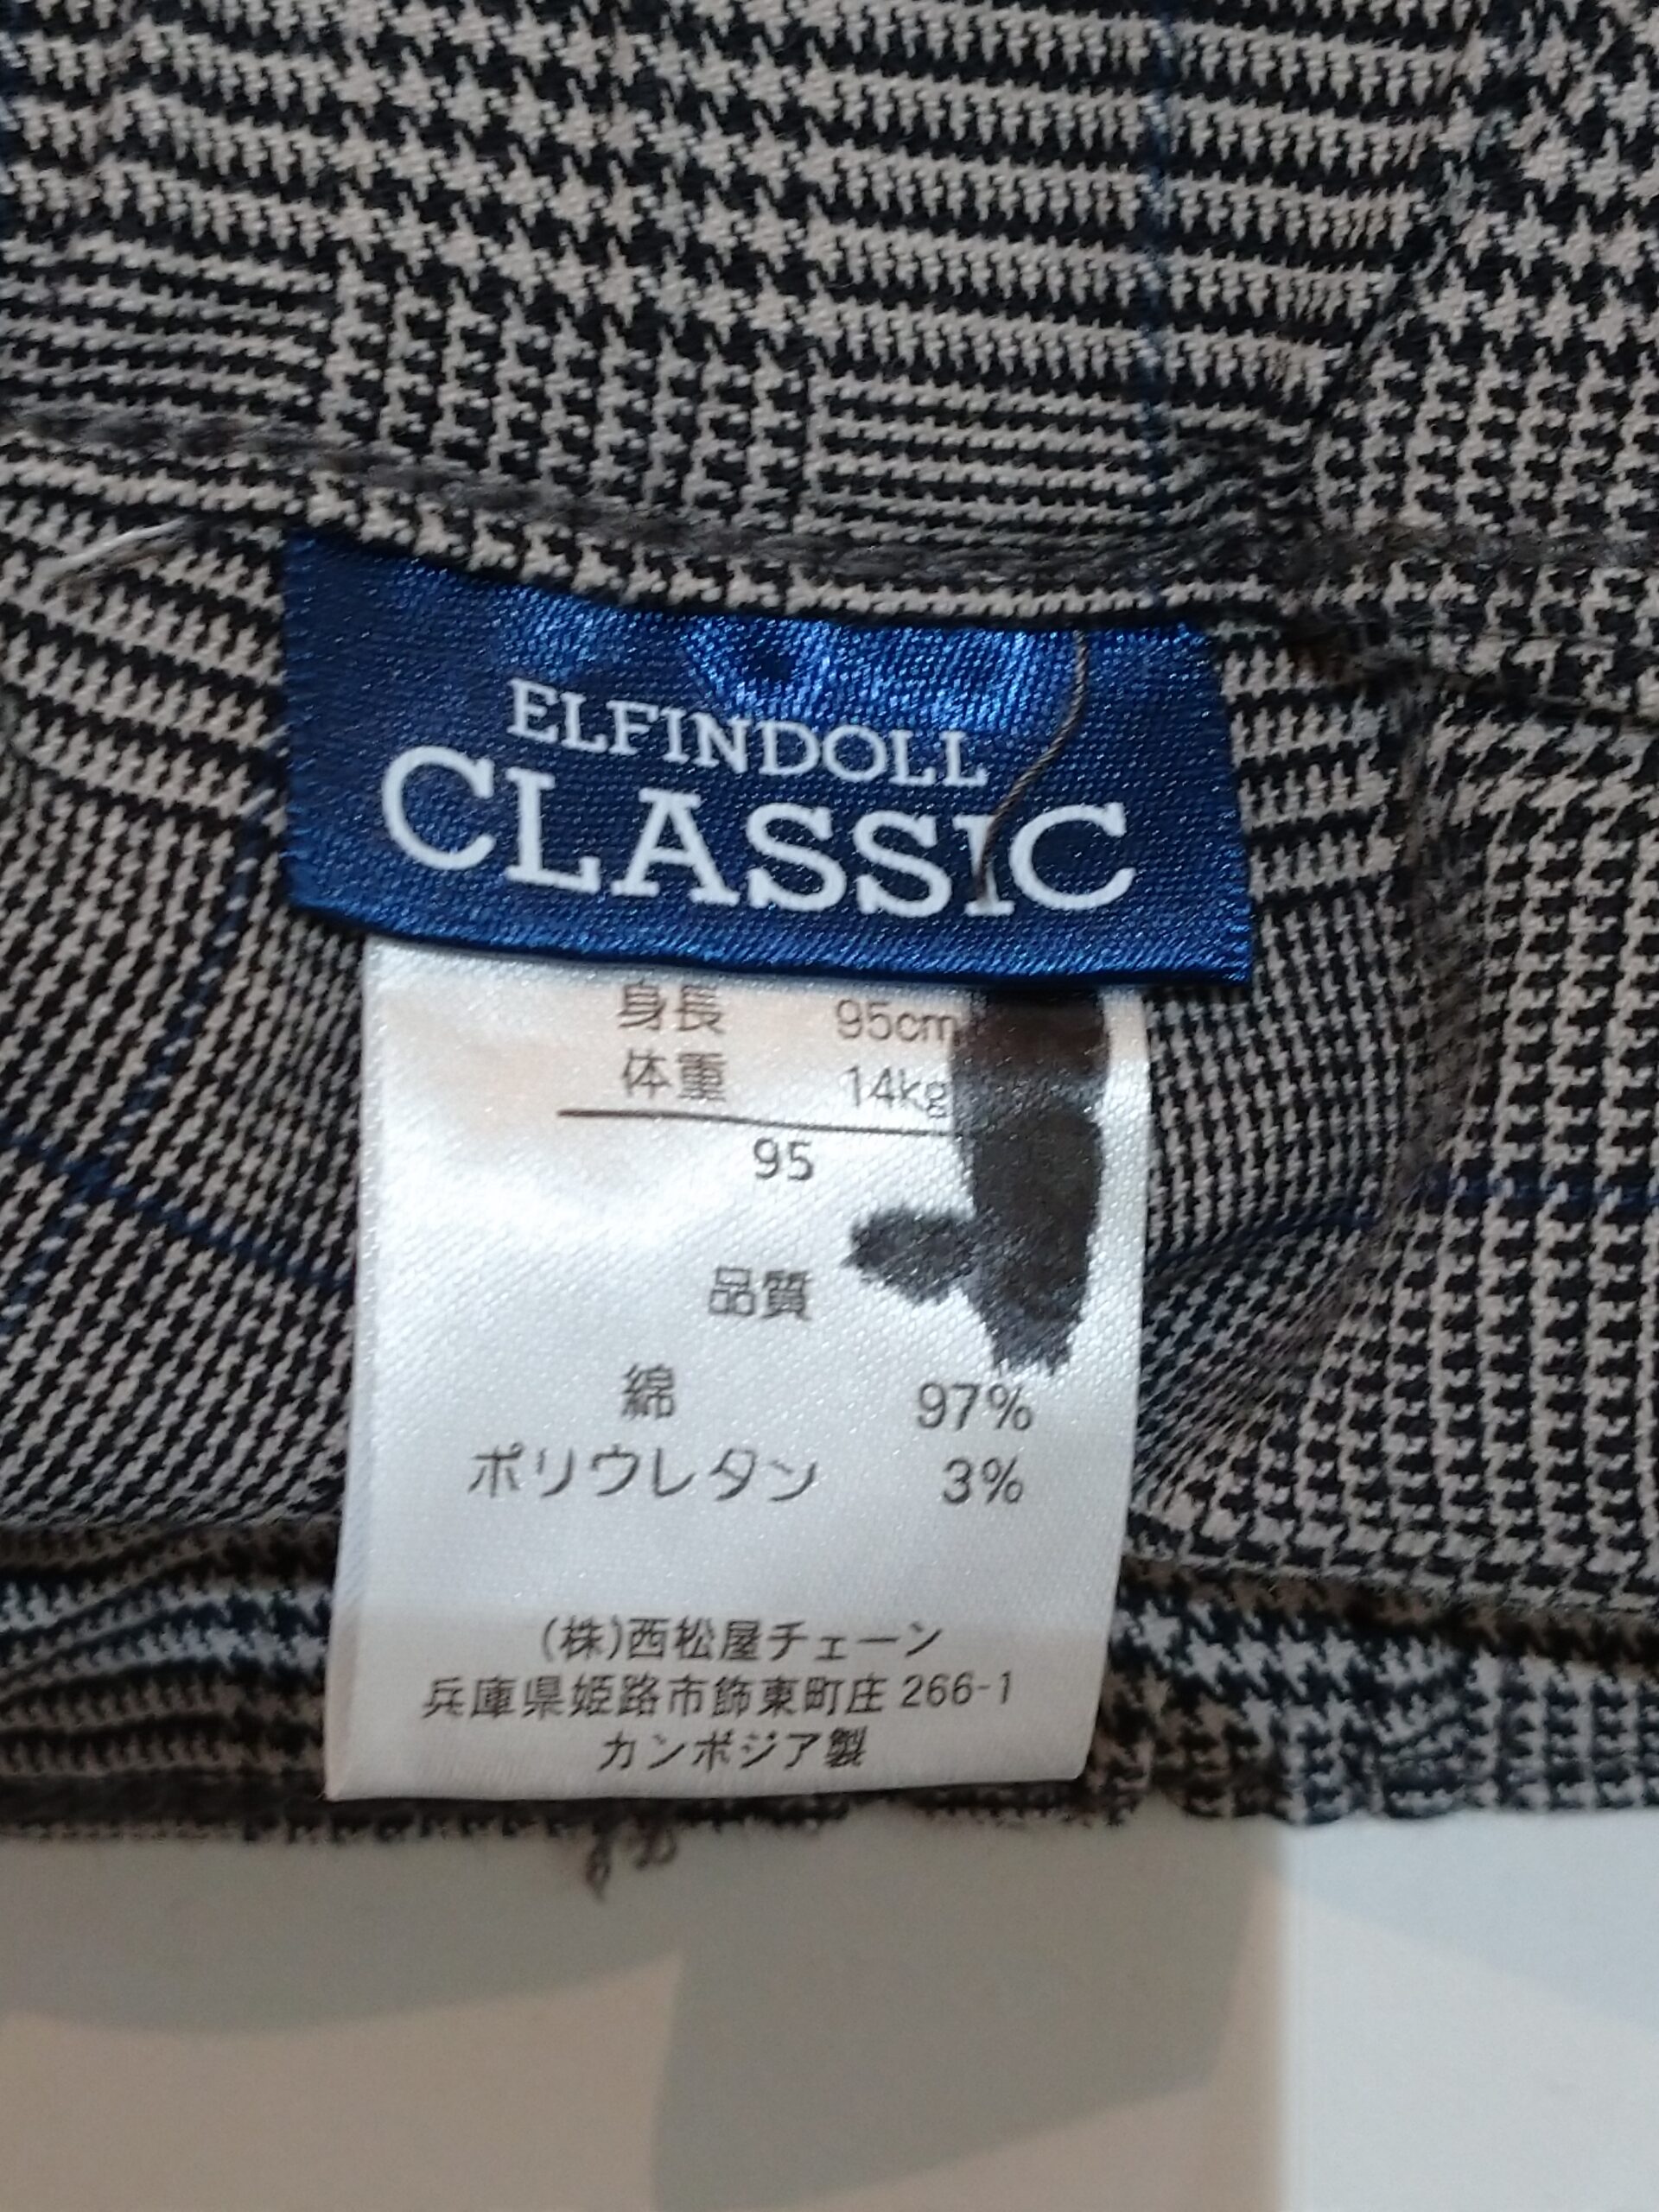 ELFINDOLL
CLASSIC
身長 95cm
体重 14kg
95
品質
綿 97%
ポリウレタン 3%
(株)西松屋チェーン
兵庫県姫路市飾東町庄 266-1
カンボジア製